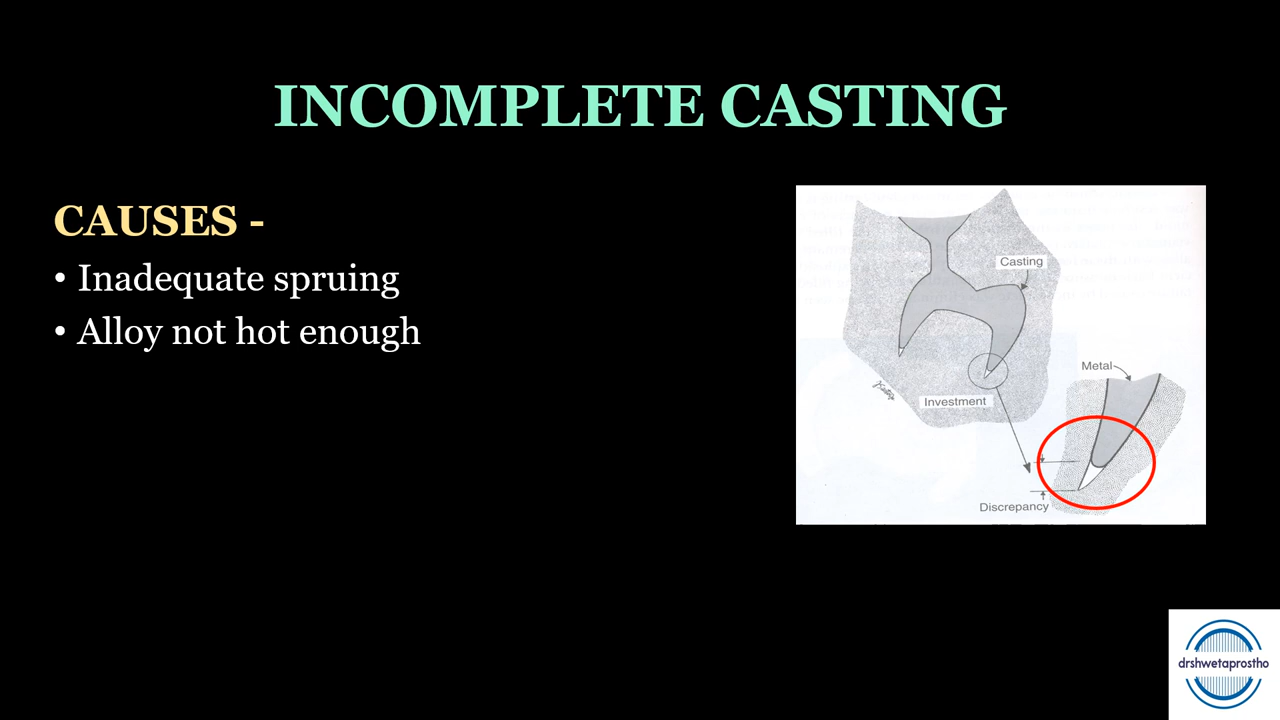 INCOMPLETE CASTING
CAUSES -
• Inadequate spruing
• Alloy not hot enough
Casting
Metal
Investment
Discrepancy
drshwetaprostho